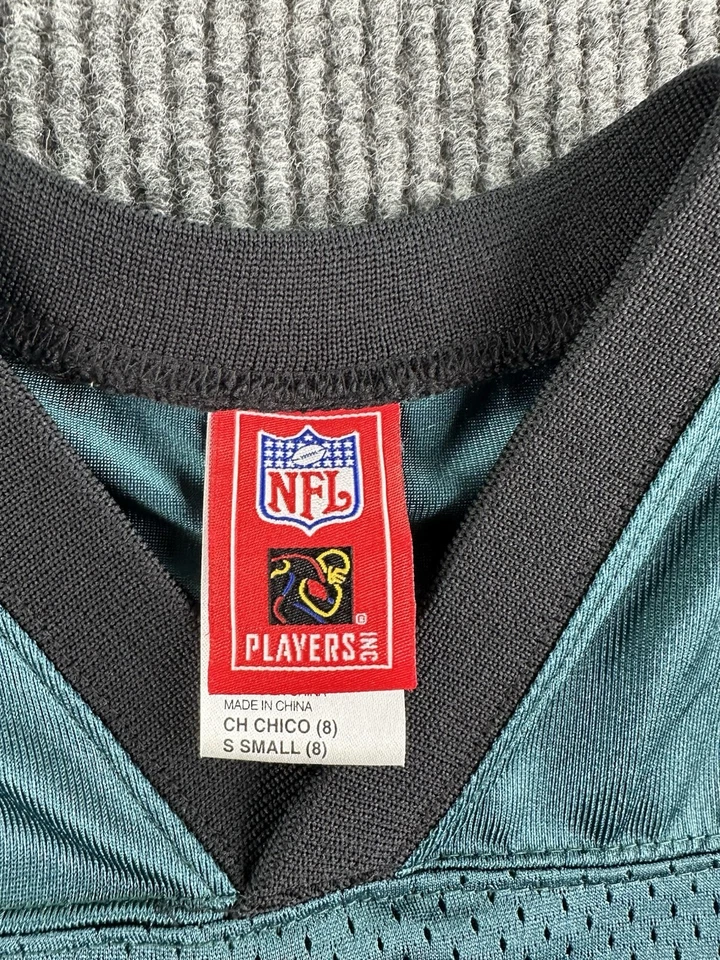 NFL
PLAYERS INC
MADE IN CHINA
CH CHICO (8)
S SMALL (8)